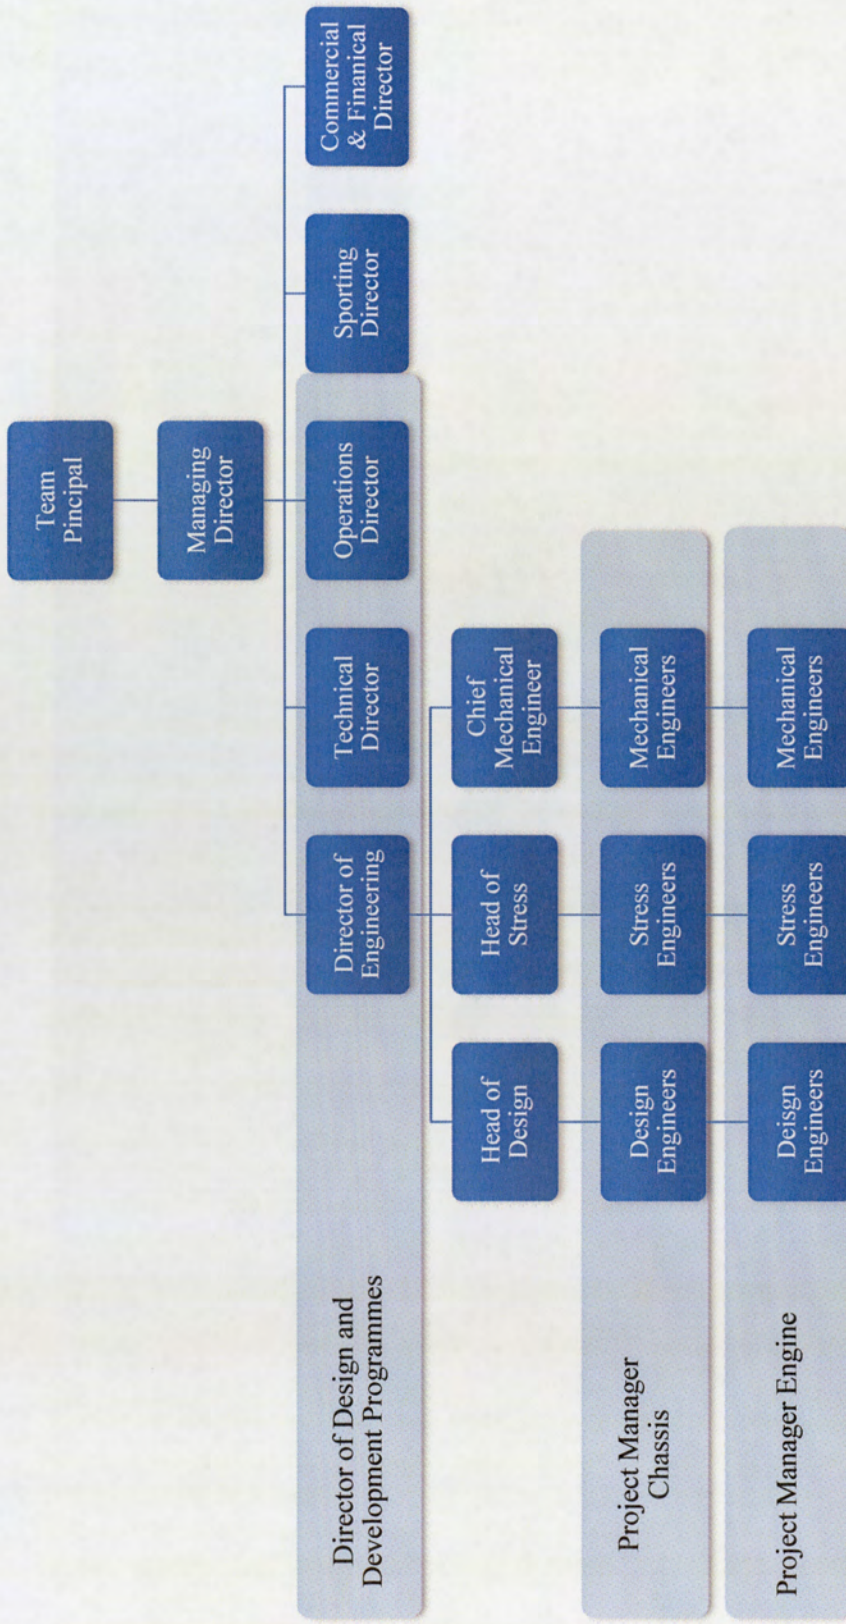 Team
Pincipal
Managing
Director
Director of Design and
Development Programmes
Director of
Engineering
Technical
Director
Operations
Director
Sporting
Director
Commercial
& Finanical
Director
Head of
Design
Head of
Stress
Chief
Mechanical
Engineer
Project Manager
Chassis
Design
Engineers
Stress
Engineers
Mechanical
Engineers
Project Manager Engine
Deisgn
Engineers
Stress
Engineers
Mechanical
Engineers